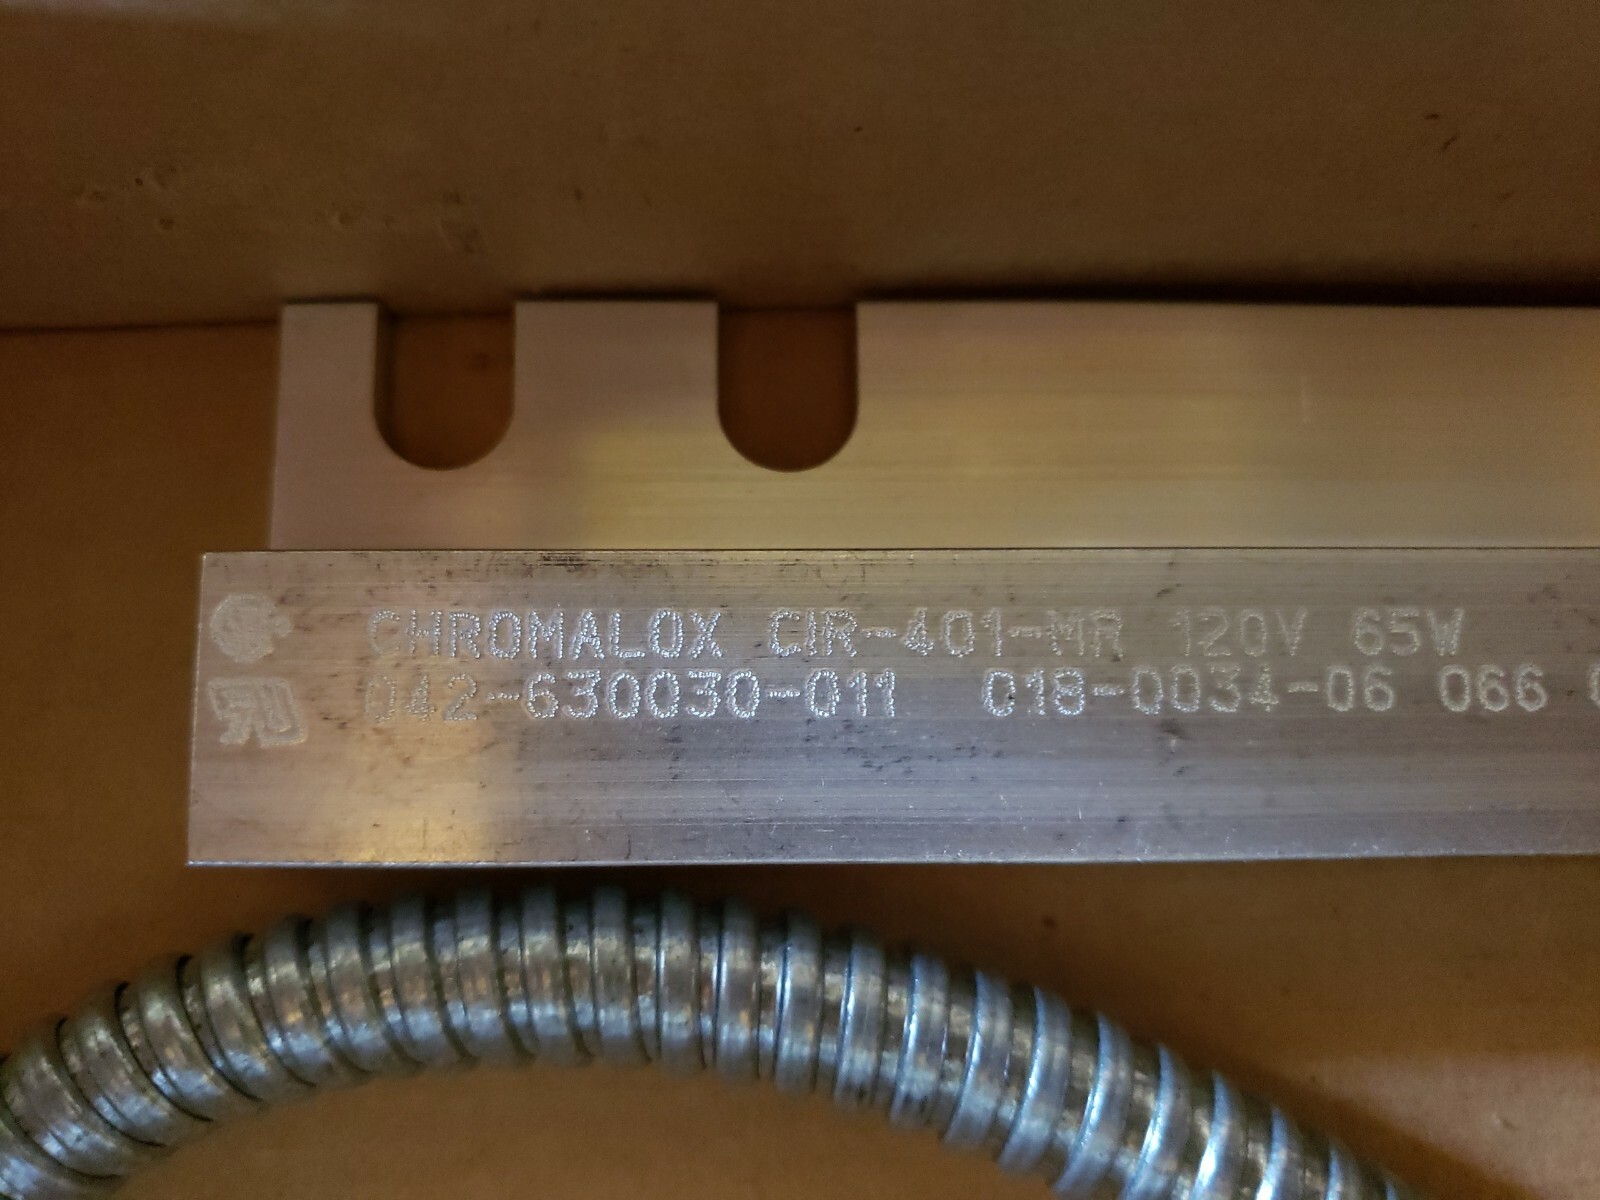 CHROMALOX CIR-401-MR 120V 65W
042-630030-011 018-0034-06 066